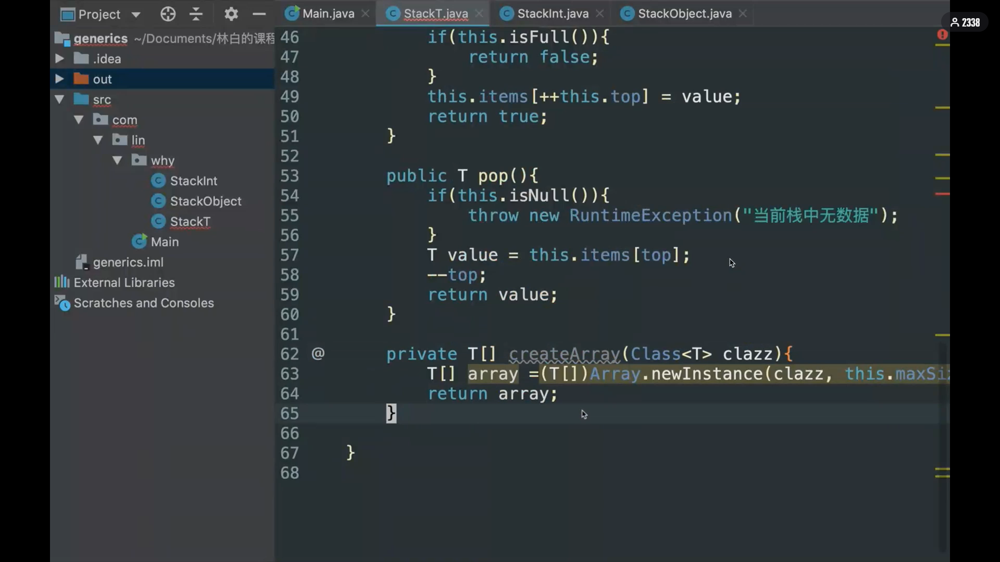 Project
Main.java
StackT.java
StackInt.java
StackObject.java
2338
generics ~/Documents/林白的课程
.idea
out
src
com
lin
why
StackInt
StackObject
StackT
Main
generics.iml
External Libraries
Scratches and Consoles
46 if(this.isFull()){
47 return false;
48 }
49 this.items[++this.top] = value;
50 return true;
51 }
52
53 public T pop(){
54 if(this.isNull()){
55 throw new RuntimeException("当前栈中无数据");
56 }
57 T value = this.items[top];
58 --top;
59 return value;
60 }
61
62 @ private T[] createArray(Class<T> clazz){
63 T[] array =(T[])Array.newInstance(clazz, this.maxSi
64 return array;
65 }
66
67 }
68